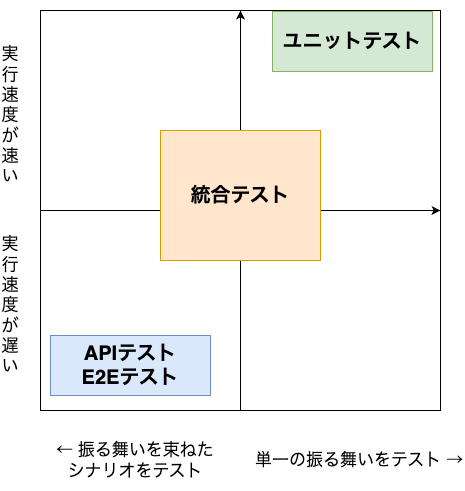 ユニットテスト
実行速度が速い
統合テスト
実行速度が遅い
APIテスト
E2Eテスト
← 振る舞いを束ねた
シナリオをテスト
単一の振る舞いをテスト →